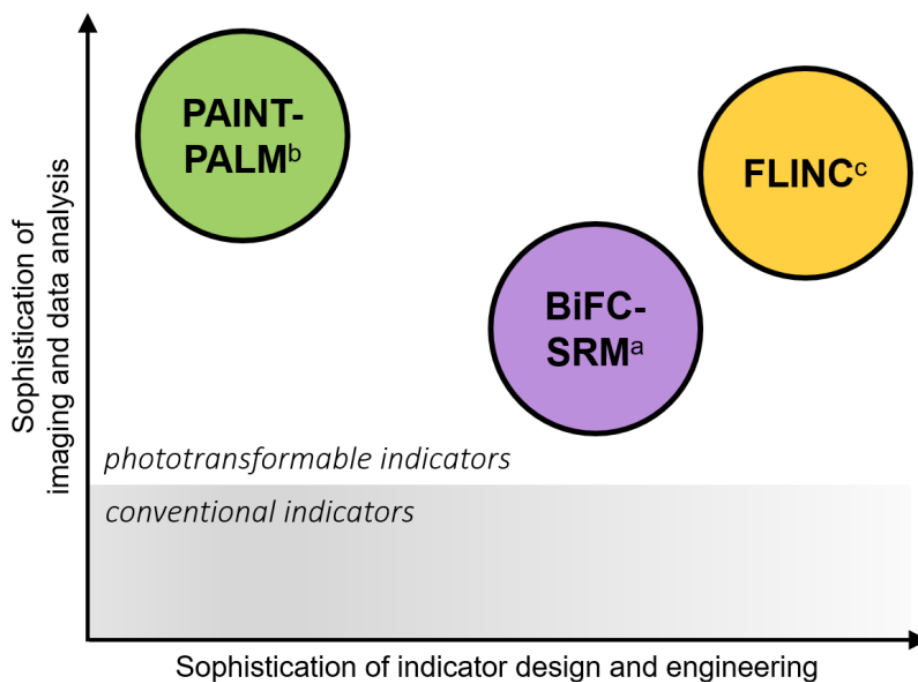 Sophistication of
imaging and data analysis
PAINT-
PALMᵇ
FLINCᶜ
BiFC-
SRMᵃ
phototransformable indicators
conventional indicators
Sophistication of indicator design and engineering